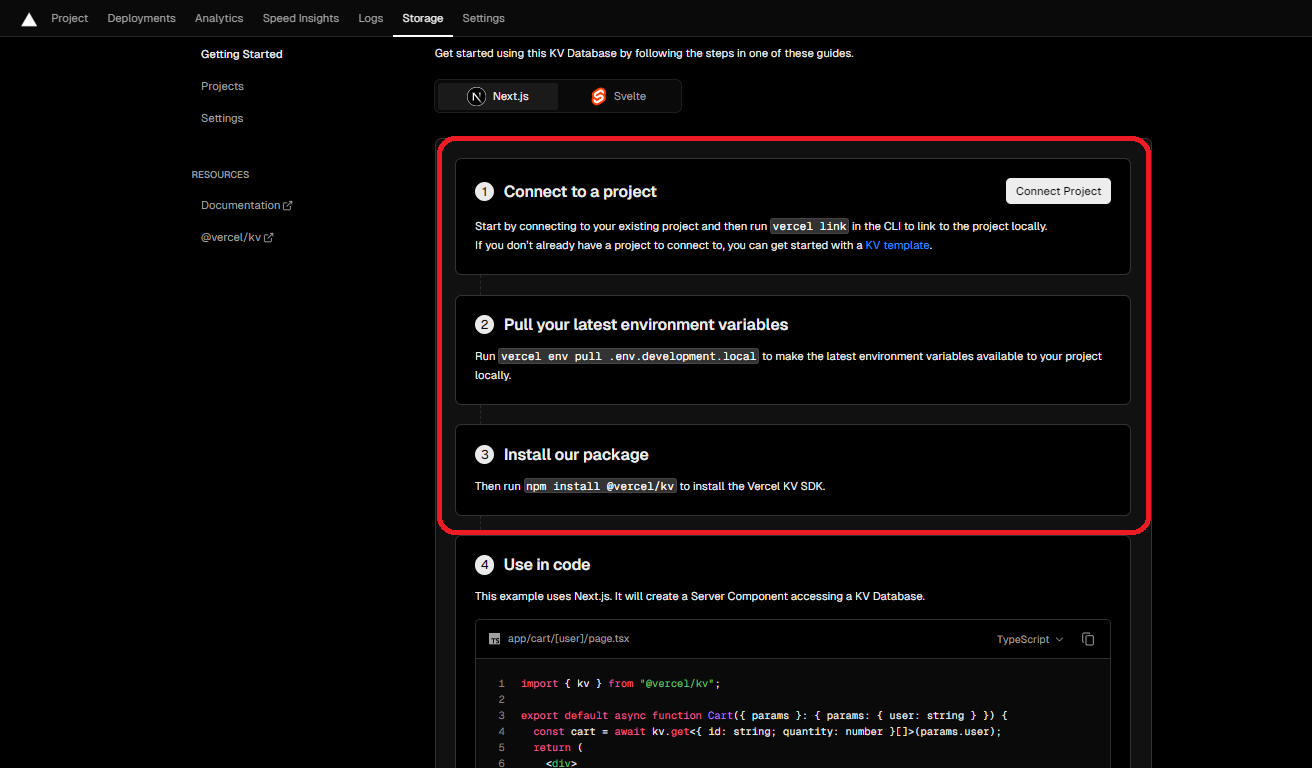 Project Deployments Analytics Speed Insights Logs Storage Settings
Getting Started
Projects
Settings
RESOURCES
Documentation
@vercel/kv
Get started using this KV Database by following the steps in one of these guides.
Next.js Svelte
1 Connect to a project
Connect Project
Start by connecting to your existing project and then run vercel link in the CLI to link to the project locally.
If you don't already have a project to connect to, you can get started with a KV template.
2 Pull your latest environment variables
Run vercel env pull .env.development.local to make the latest environment variables available to your project
locally.
3 Install our package
Then run npm install @vercel/kv to install the Vercel KV SDK.
4 Use in code
This example uses Next.js. It will create a Server Component accessing a KV Database.
TS app/cart/[user]/page.tsx TypeScript
1 import { kv } from "@vercel/kv";
2
3 export default async function Cart({ params }: { params: { user: string } }) {
4 const cart = await kv.get<{ id: string; quantity: number }[]>(params.user);
5 return (
6 <div>